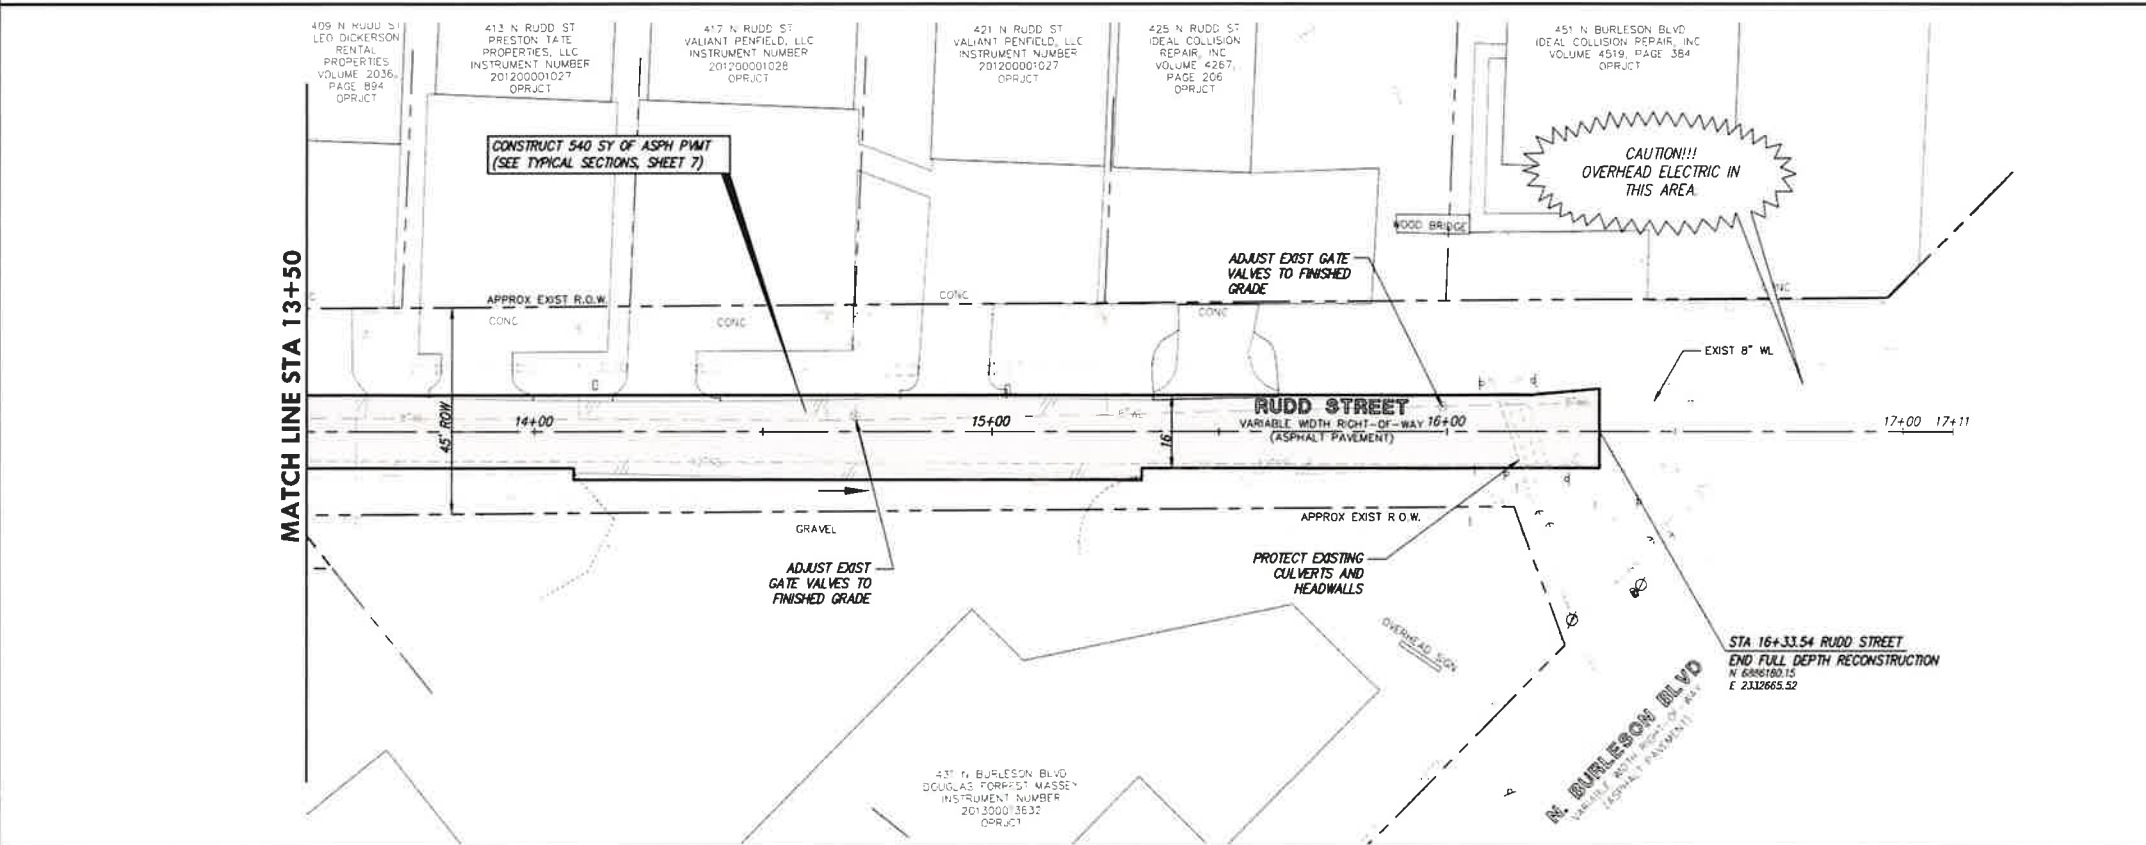 409 N RUDD ST
LEO DICKERSON
RENTAL
PROPERTIES
VOLUME 2036,
PAGE 894
OPRJCT
413 N RUDD ST
PRESTON TATE
PROPERTIES, LLC
INSTRUMENT NUMBER
201200001027
OPRJCT
417 N RUDD ST
VALIANT PENFIELD, LLC
INSTRUMENT NUMBER
201200001028
OPRJCT
421 N RUDD ST
VALIANT PENFIELD, LLC
INSTRUMENT NUMBER
201200001027
OPRJCT
425 N RUDD ST
IDEAL COLLISION
REPAIR, INC
VOLUME 4267,
PAGE 206
OPRJCT
451 N BURLESON BLVD
IDEAL COLLISION REPAIR, INC
VOLUME 4519, PAGE 384
OPRJCT
CONSTRUCT 540 SY OF ASPH PVMT
(SEE TYPICAL SECTIONS, SHEET 7)
CAUTION!!!
OVERHEAD ELECTRIC IN
THIS AREA.
WOOD BRIDGE
ADJUST EXIST GATE
VALVES TO FINISHED
GRADE
MATCH LINE STA 13+50
APPROX EXIST R.O.W.
CONC
CONC
CONC
CONC
EXIST 8" WL
45' ROW
14+00
15+00
16'
RUDD STREET
VARIABLE WIDTH RIGHT-OF-WAY
(ASPHALT PAVEMENT)
16+00
17+00
17+11
GRAVEL
APPROX EXIST R.O.W.
ADJUST EXIST
GATE VALVES TO
FINISHED GRADE
PROTECT EXISTING
CULVERTS AND
HEADWALLS
OVERHEAD SIGN
STA 16+33.54 RUDD STREET
END FULL DEPTH RECONSTRUCTION
N 6886180.15
E 2332665.52
N. BURLESON BLVD
VARIABLE WIDTH RIGHT-OF-WAY
(ASPHALT PAVEMENT)
N BURLESON BLVD
DOUGLAS FORREST MASSEY
INSTRUMENT NUMBER
OPRJCT